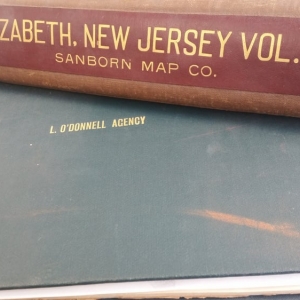 ZABETH, NEW JERSEY VOL.
SANBORN MAP CO.
L. O'DONNELL AGENCY